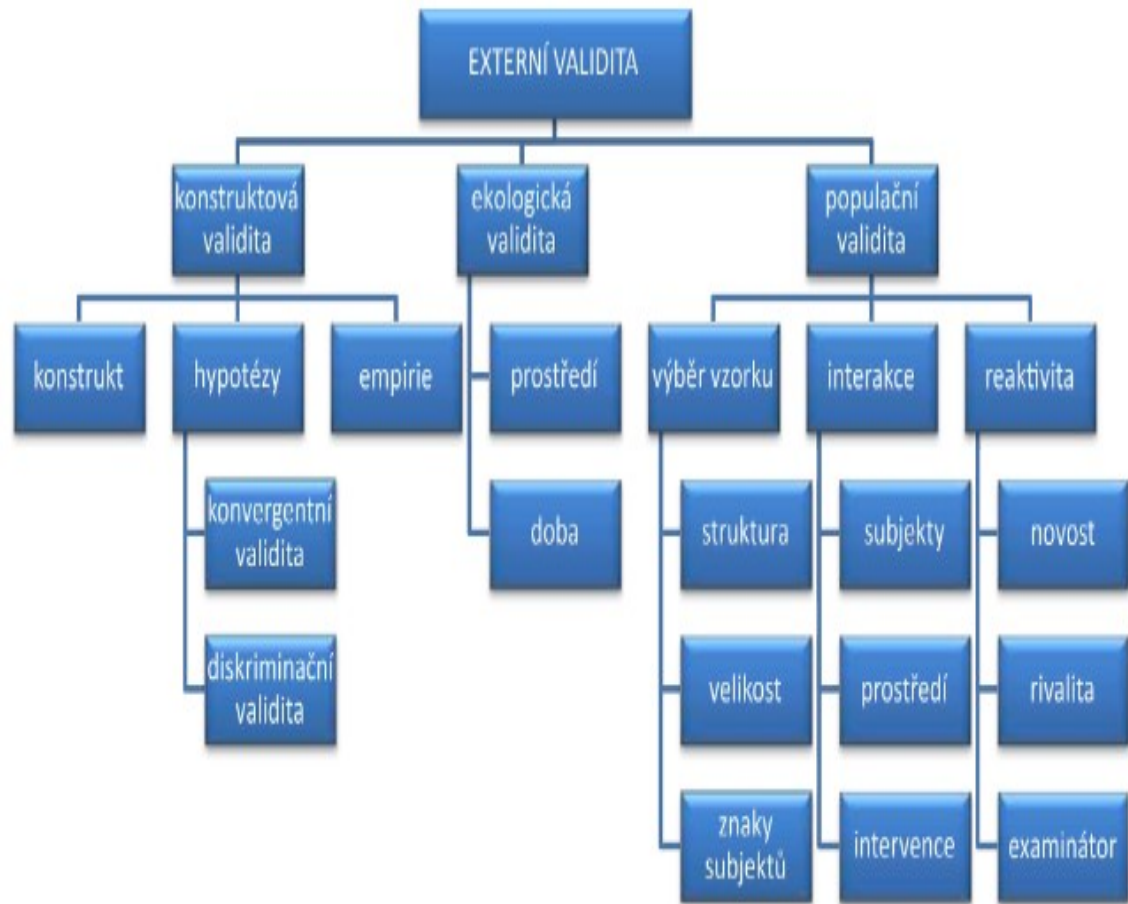 EXTERNÍ VALIDITA
konstruktová
validita
ekologická
validita
populační
validita
konstrukt
hypotézy
empirie
prostředí
výběr vzorku
interakce
reaktivita
konvergentní
validita
doba
struktura
subjekty
novost
diskriminační
validita
velikost
prostředí
rivalita
znaky
subjektů
intervence
examinátor